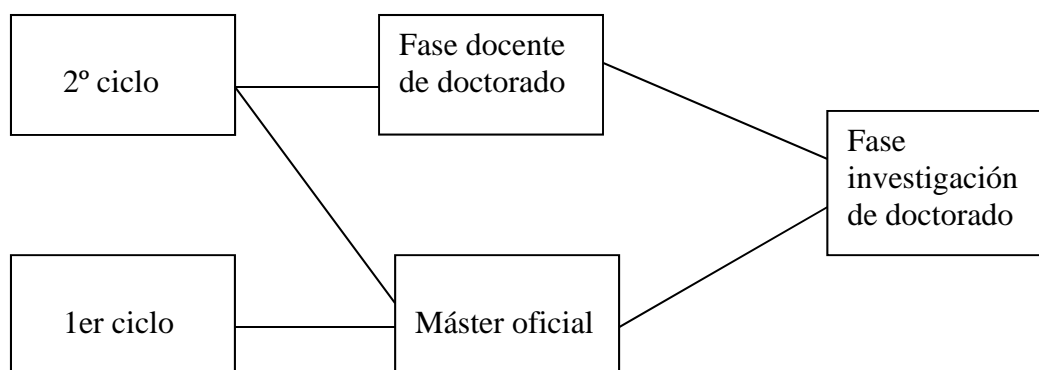 2º ciclo
Fase docente
de doctorado
Fase
investigación
de doctorado
1er ciclo
Máster oficial